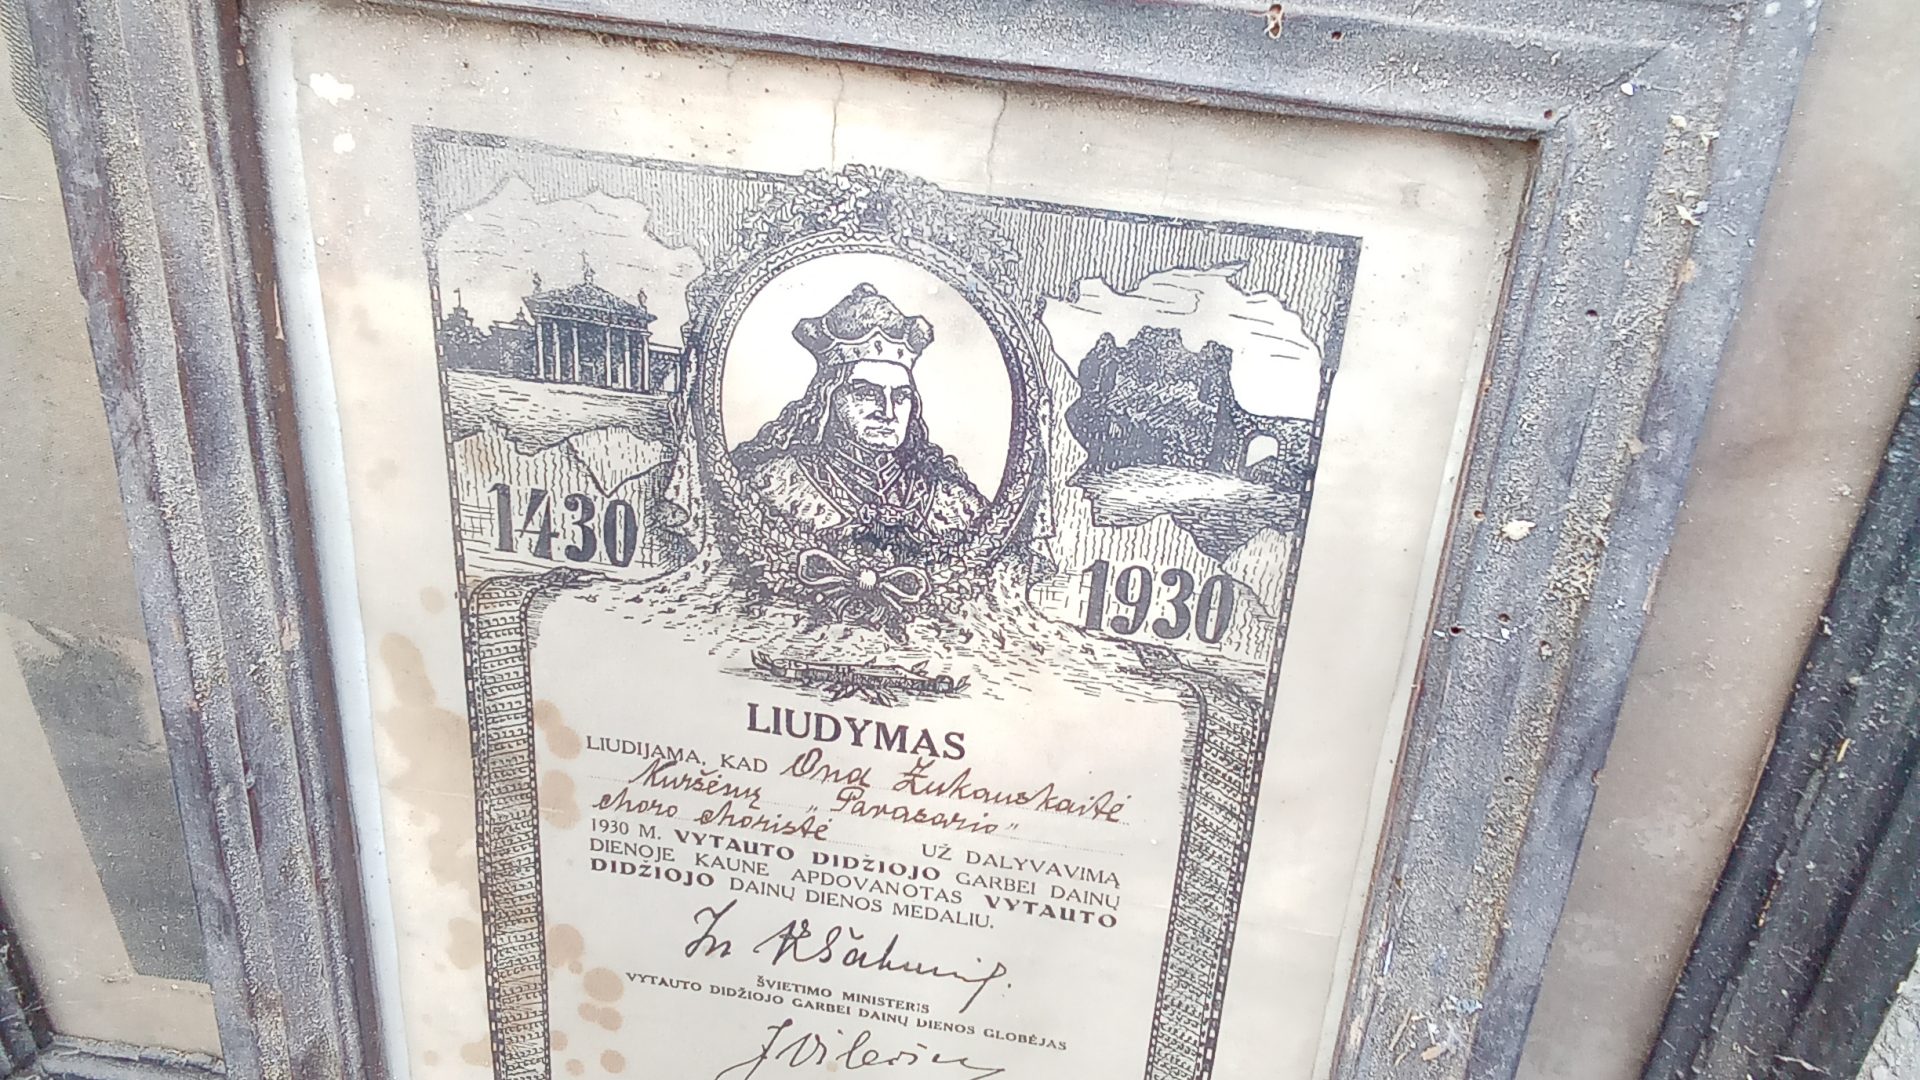 1430
1930
LIUDYMAS
LIUDIJAMA, KAD Ona Žukauskaitė
Kuršėnų „Parasario"
choro choristė UŽ DALYVAVIMĄ
1930 M. VYTAUTO DIDŽIOJO GARBEI DAINŲ
DIENOJE KAUNE APDOVANOTAS VYTAUTO
DIDŽIOJO DAINŲ DIENOS MEDALIU.
ŠVIETIMO MINISTERIS
VYTAUTO DIDŽIOJO GARBEI DAINŲ DIENOS GLOBĖJAS